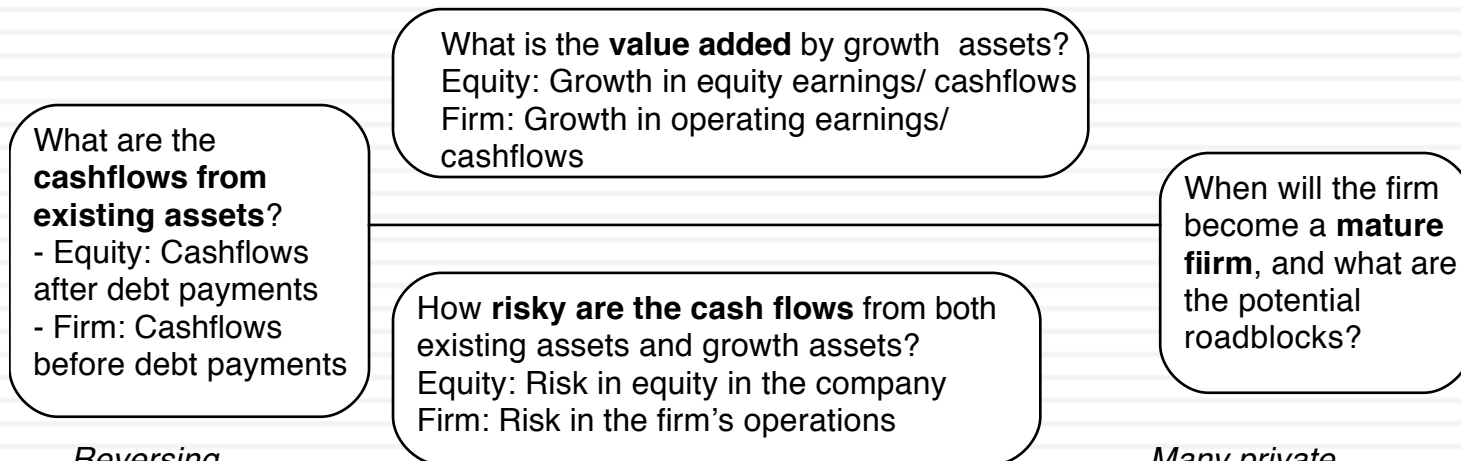 What is the value added by growth assets?
Equity: Growth in equity earnings/ cashflows
Firm: Growth in operating earnings/
cashflows
What are the
cashflows from
existing assets?
- Equity: Cashflows
after debt payments
- Firm: Cashflows
before debt payments
When will the firm
become a mature
fiirm, and what are
the potential
roadblocks?
How risky are the cash flows from both
existing assets and growth assets?
Equity: Risk in equity in the company
Firm: Risk in the firm's operations
Reversing
Many private